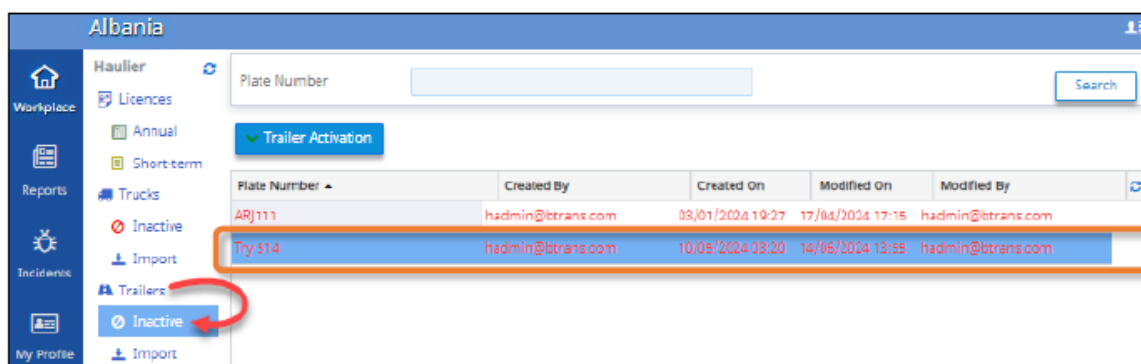 Albania
Workplace
Reports
Incidents
My Profile
Haulier
Licences
Annual
Short-term
Trucks
Inactive
Import
Trailers
Inactive
Import
Plate Number
Search
Trailer Activation
Plate Number Created By Created On Modified On Modified By
ARJ111 hadmin@btrans.com 03/01/2024 19:27 17/04/2024 17:15 hadmin@btrans.com
Try 514 hadmin@btrans.com 10/05/2024 03:20 14/05/2024 13:55 hadmin@btrans.com